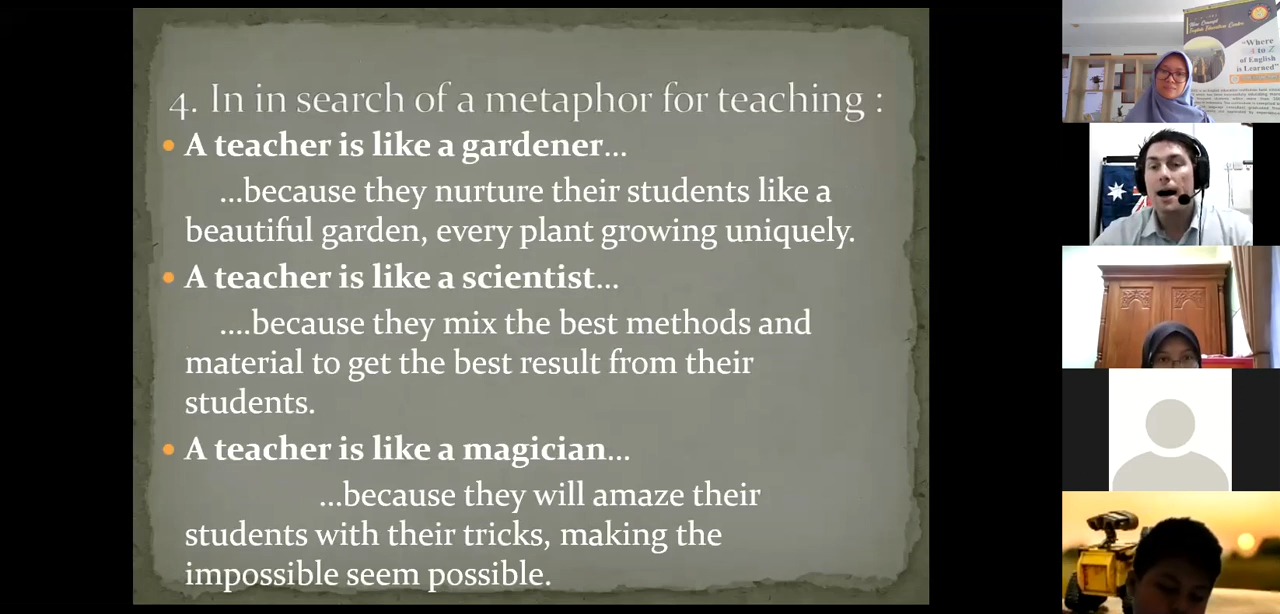 4. In in search of a metaphor for teaching :
A teacher is like a gardener...
...because they nurture their students like a
beautiful garden, every plant growing uniquely.
A teacher is like a scientist...
....because they mix the best methods and
material to get the best result from their
students.
A teacher is like a magician...
...because they will amaze their
students with their tricks, making the
impossible seem possible.
English Education Center
"Where
A to Z
of English
is Learned"